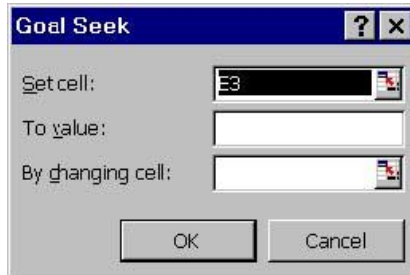 Goal Seek ? ×
Set cell: E3
To value:
By changing cell:
OK Cancel